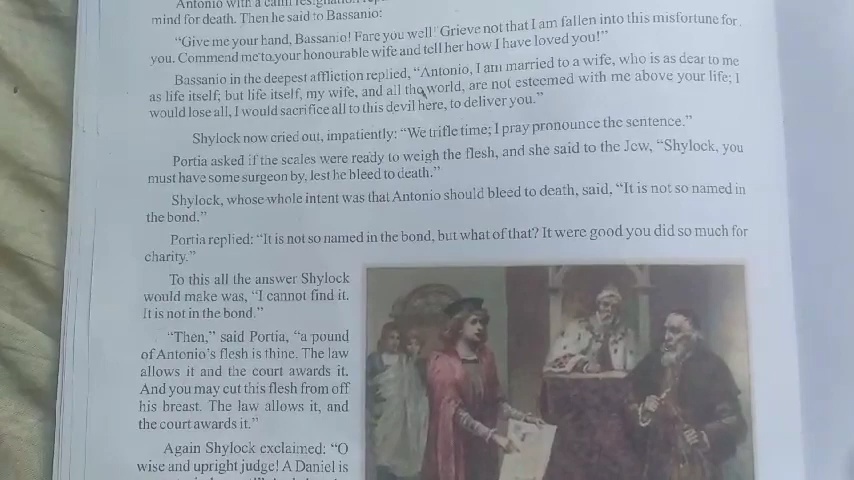 Antonio with a calm resignation
mind for death. Then he said to Bassanio:
"Give me your hand, Bassanio! Fare you well! Grieve not that I am fallen into this misfortune for
you. Commend me to your honourable wife and tell her how I have loved you!"
Bassanio in the deepest affliction replied, "Antonio, I am married to a wife, who is as dear to me
as life itself; but life itself, my wife, and all the world, are not esteemed with me above your life; I
would lose all, I would sacrifice all to this devil here, to deliver you."
Shylock now cried out, impatiently: "We trifle time; I pray pronounce the sentence."
Portia asked if the scales were ready to weigh the flesh, and she said to the Jew, "Shylock, you
must have some surgeon by, lest he bleed to death."
Shylock, whose whole intent was that Antonio should bleed to death, said, "It is not so named in
the bond."
Portia replied: "It is not so named in the bond, but what of that? It were good you did so much for
charity."
To this all the answer Shylock
would make was, "I cannot find it.
It is not in the bond."
"Then," said Portia, "a pound
of Antonio's flesh is thine. The law
allows it and the court awards it.
And you may cut this flesh from off
his breast. The law allows it, and
the court awards it."
Again Shylock exclaimed: "O
wise and upright judge! A Daniel is